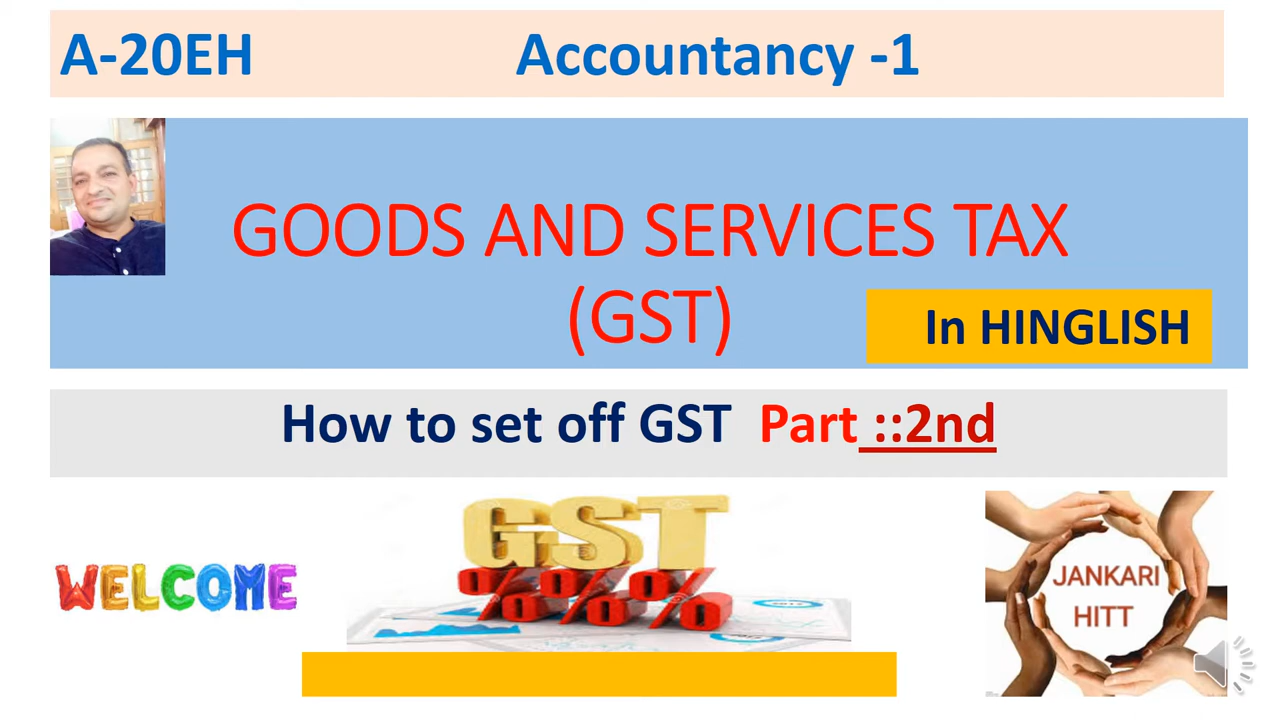 A-20EH Accountancy -1
GOODS AND SERVICES TAX
(GST)
In HINGLISH
How to set off GST Part ::2nd
WELCOME
GST
%%%
JANKARI
HITT